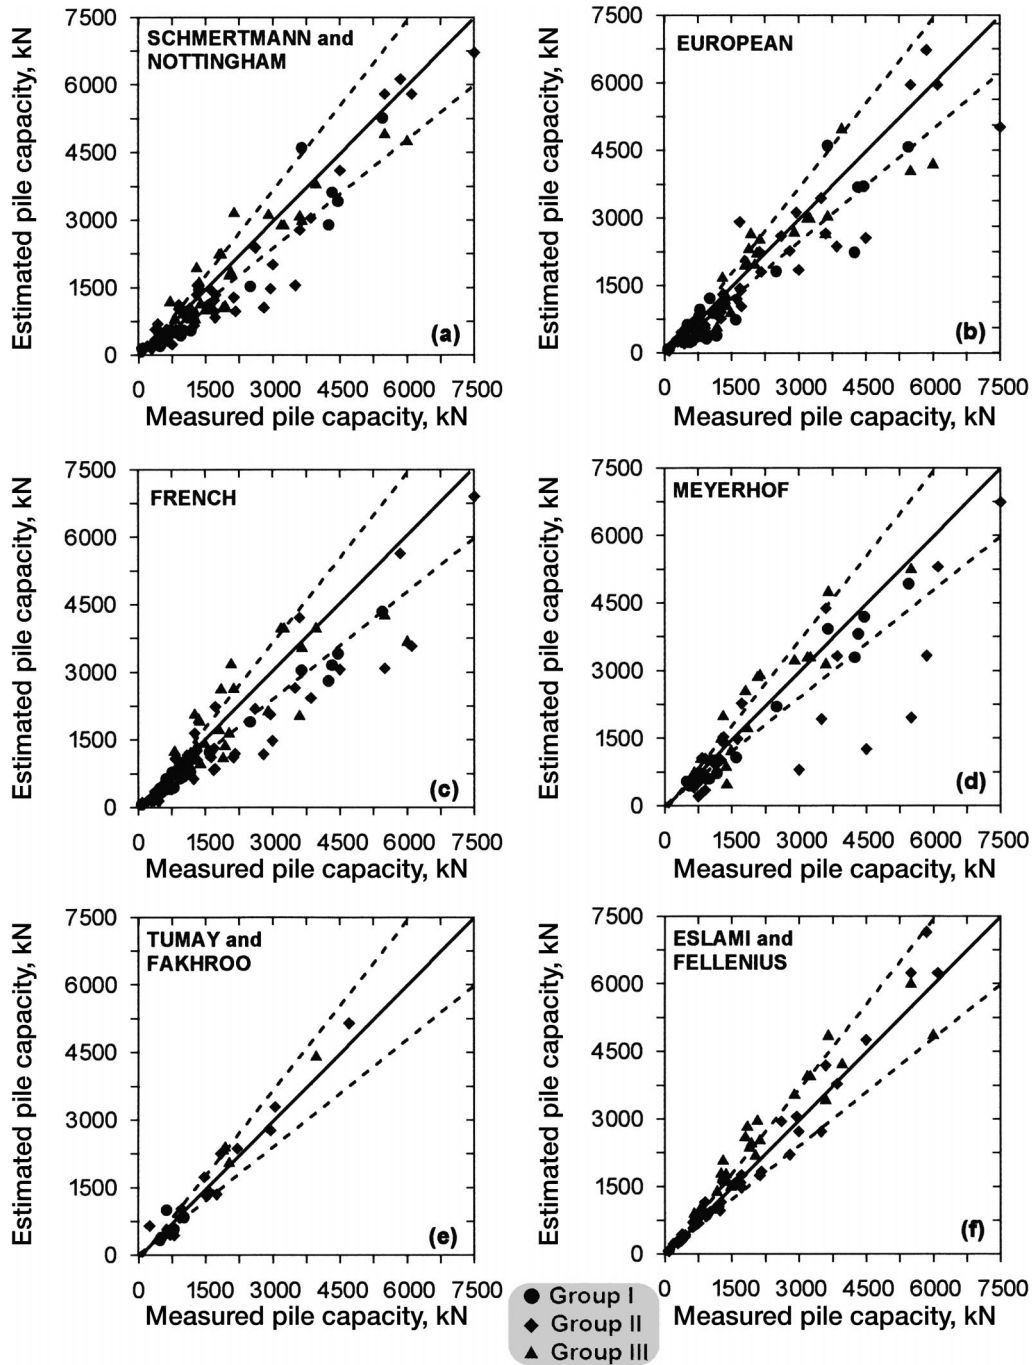 SCHMERTMANN and
NOTTINGHAM
Estimated pile capacity, kN
7500
6000
4500
3000
1500
0
0 1500 3000 4500 6000 7500
Measured pile capacity, kN
(a)
EUROPEAN
Estimated pile capacity, kN
7500
6000
4500
3000
1500
0
0 1500 3000 4500 6000 7500
Measured pile capacity, kN
(b)
FRENCH
Estimated pile capacity, kN
7500
6000
4500
3000
1500
0
0 1500 3000 4500 6000 7500
Measured pile capacity, kN
(c)
MEYERHOF
Estimated pile capacity, kN
7500
6000
4500
3000
1500
0
0 1500 3000 4500 6000 7500
Measured pile capacity, kN
(d)
TUMAY and
FAKHROO
Estimated pile capacity, kN
7500
6000
4500
3000
1500
0
0 1500 3000 4500 6000 7500
Measured pile capacity, kN
(e)
ESLAMI and
FELLENIUS
Estimated pile capacity, kN
7500
6000
4500
3000
1500
0
0 1500 3000 4500 6000 7500
Measured pile capacity, kN
(f)
Group I
Group II
Group III